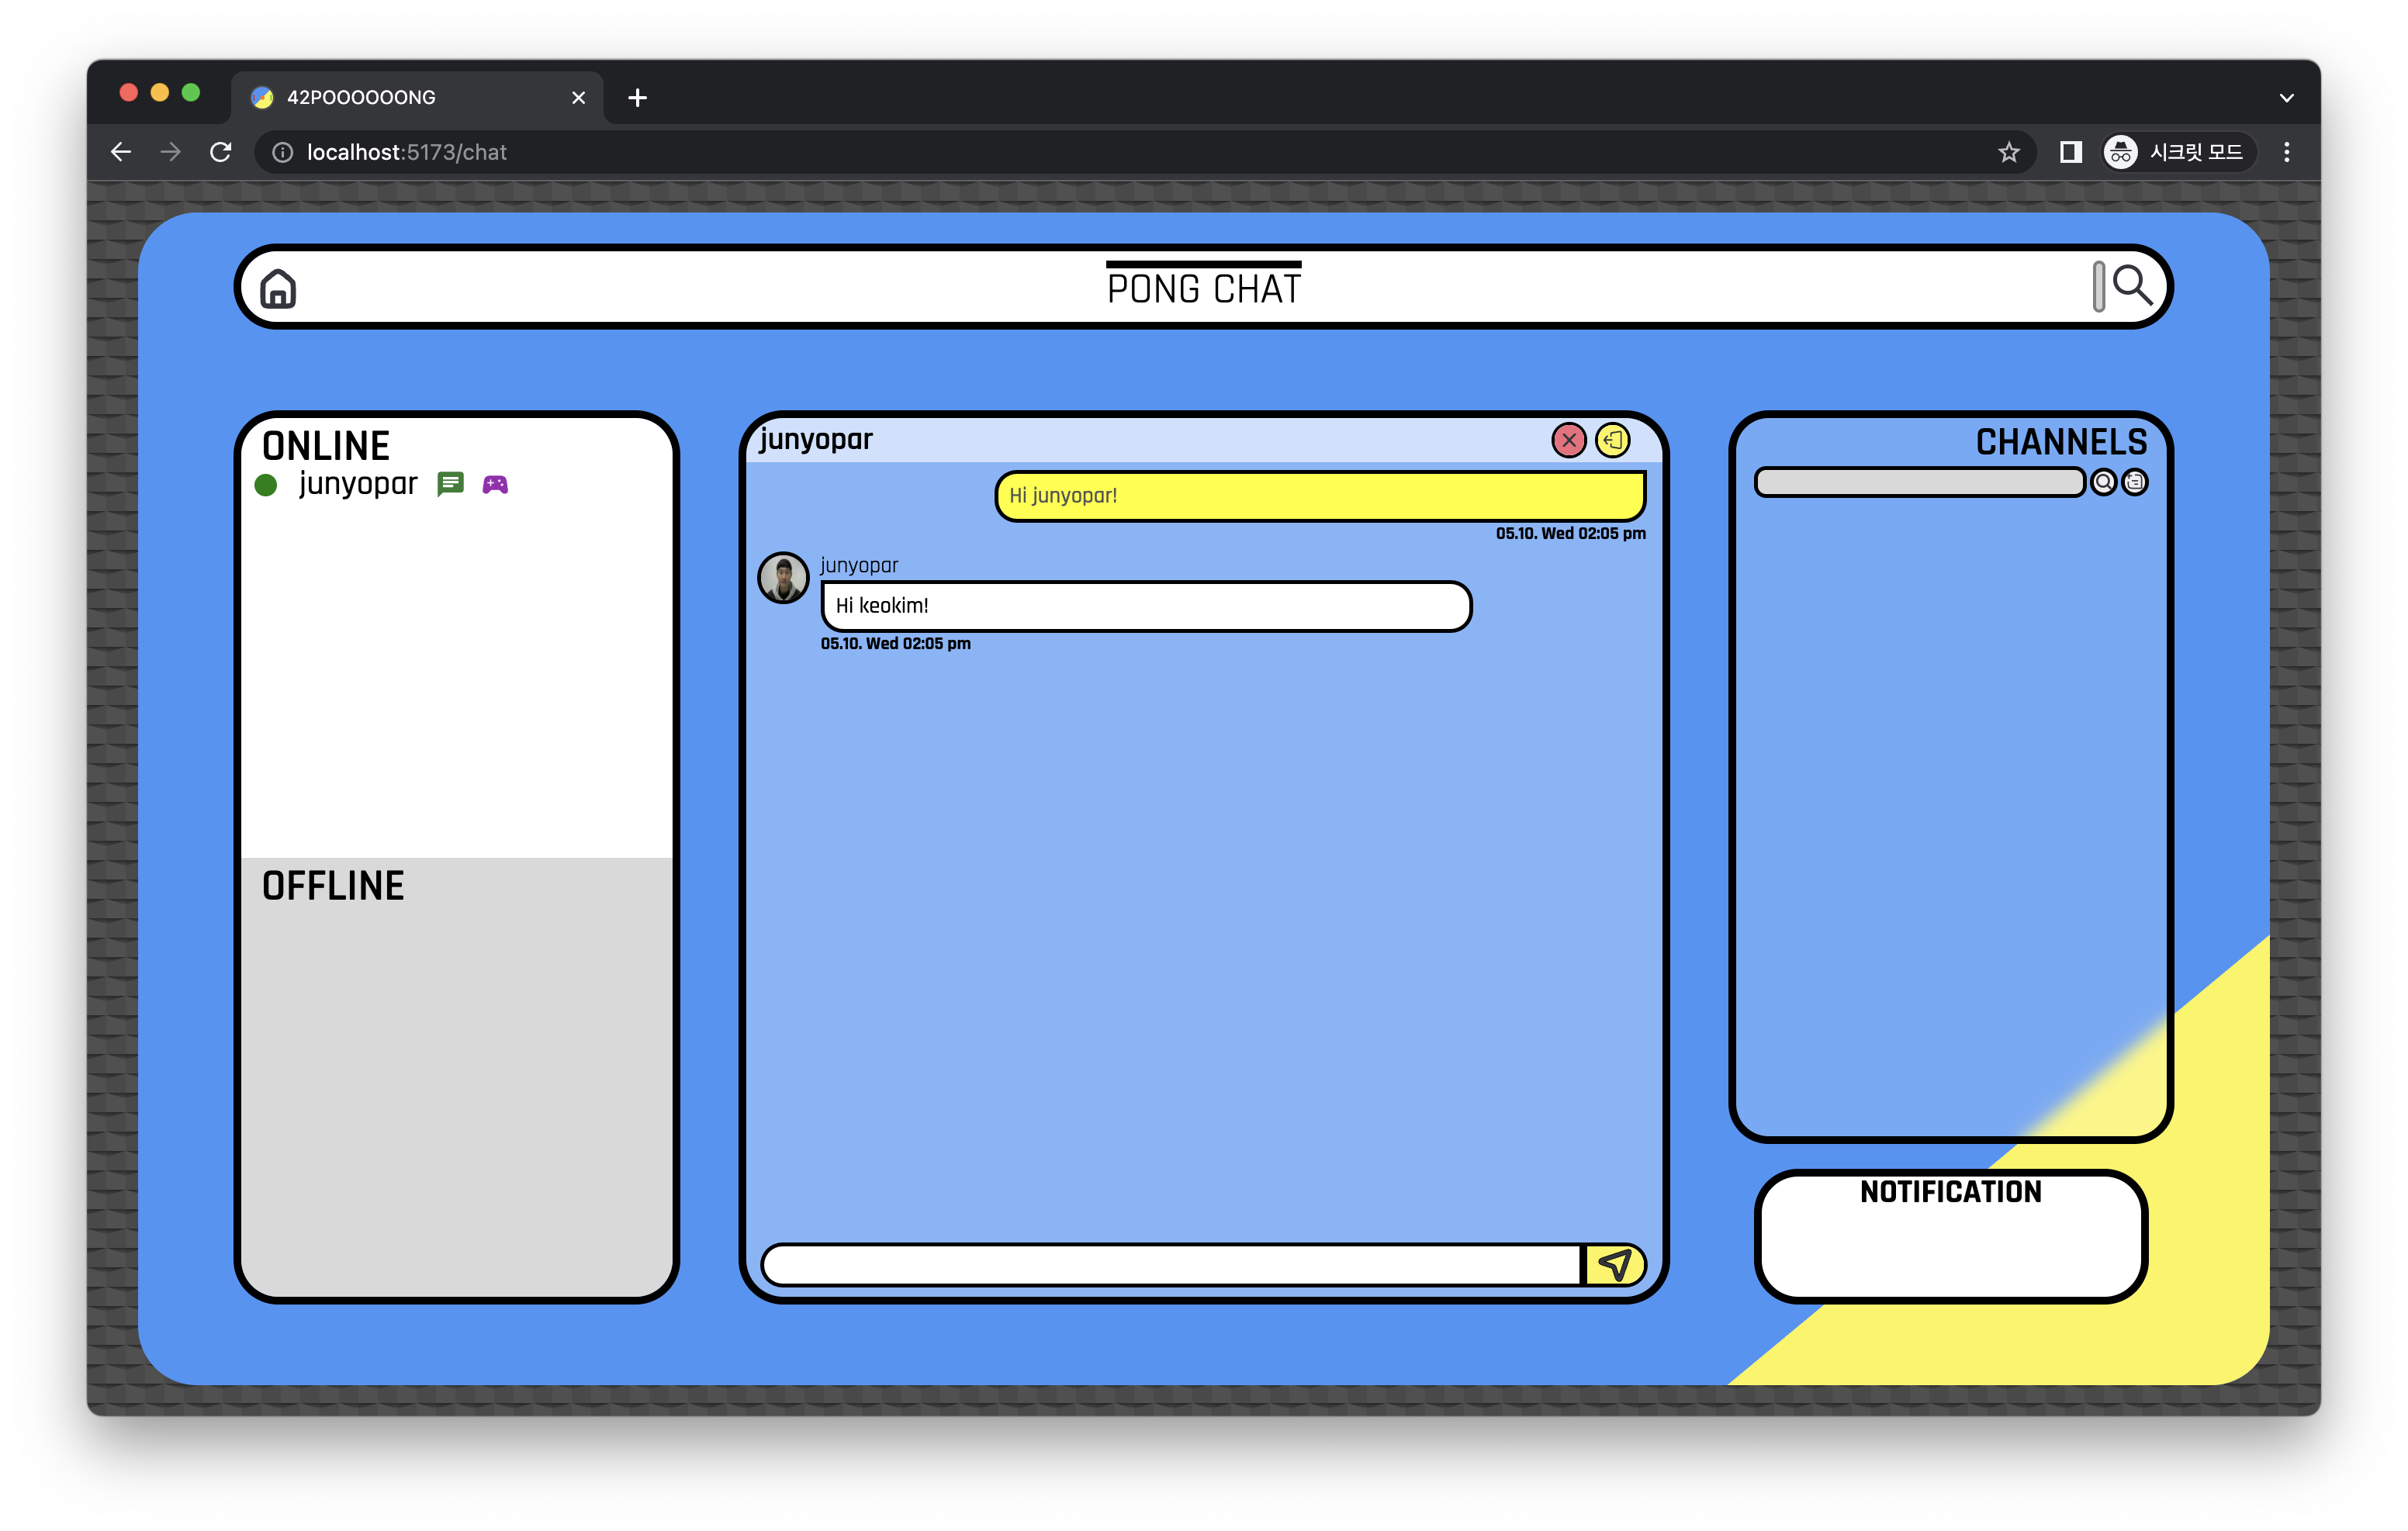 42POOOOOONG
localhost:5173/chat
시크릿 모드
PONG CHAT
ONLINE
junyopar
OFFLINE
junyopar
Hi junyopar!
05.10. Wed 02:05 pm
junyopar
Hi keokim!
05.10. Wed 02:05 pm
CHANNELS
NOTIFICATION